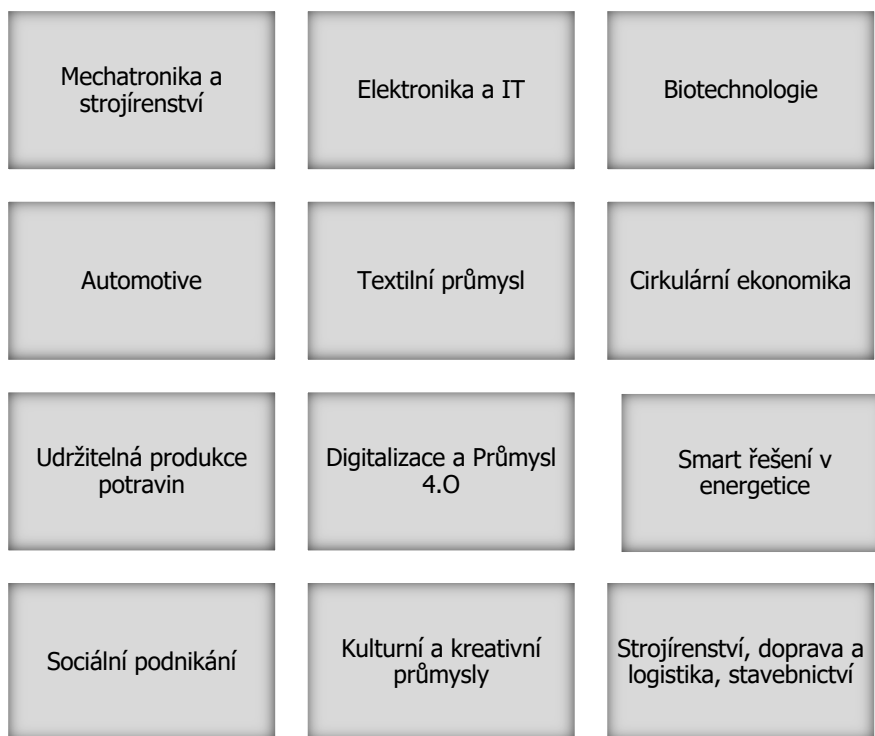 Mechatronika a
strojírenství
Elektronika a IT
Biotechnologie
Automotive
Textilní průmysl
Cirkulární ekonomika
Udržitelná produkce
potravin
Digitalizace a Průmysl
4.O
Smart řešení v
energetice
Sociální podnikání
Kulturní a kreativní
průmysly
Strojírenství, doprava a
logistika, stavebnictví